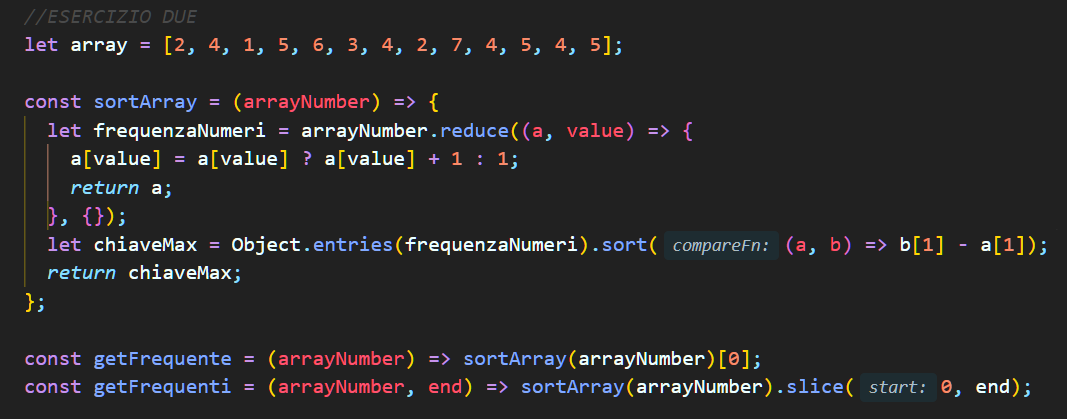 //ESERCIZIO DUE
let array = [2, 4, 1, 5, 6, 3, 4, 2, 7, 4, 5, 4, 5];
const sortArray = (arrayNumber) => {
let frequenzaNumeri = arrayNumber.reduce((a, value) => {
a[value] = a[value] ? a[value] + 1 : 1;
return a;
}, {});
let chiaveMax = Object.entries(frequenzaNumeri).sort( compareFn: (a, b) => b[1] - a[1]);
return chiaveMax;
};
const getFrequente = (arrayNumber) => sortArray(arrayNumber)[0];
const getFrequenti = (arrayNumber, end) => sortArray(arrayNumber).slice( start: 0, end);